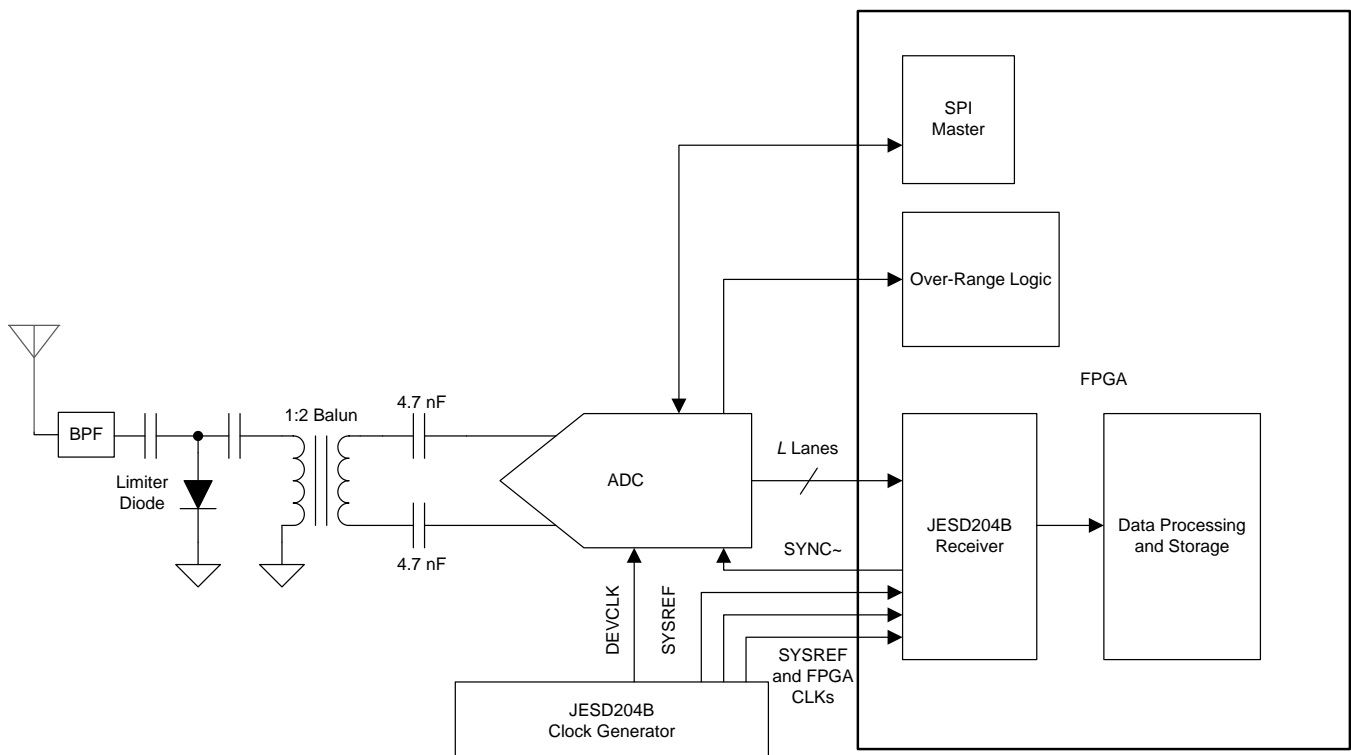 SPI
Master
Over-Range Logic
FPGA
1:2 Balun
4.7 nF
BPF
Limiter
Diode
4.7 nF
ADC
L Lanes
SYNC~
JESD204B
Receiver
Data Processing
and Storage
DEVCLK
SYSREF
SYSREF
and FPGA
CLKs
JESD204B
Clock Generator